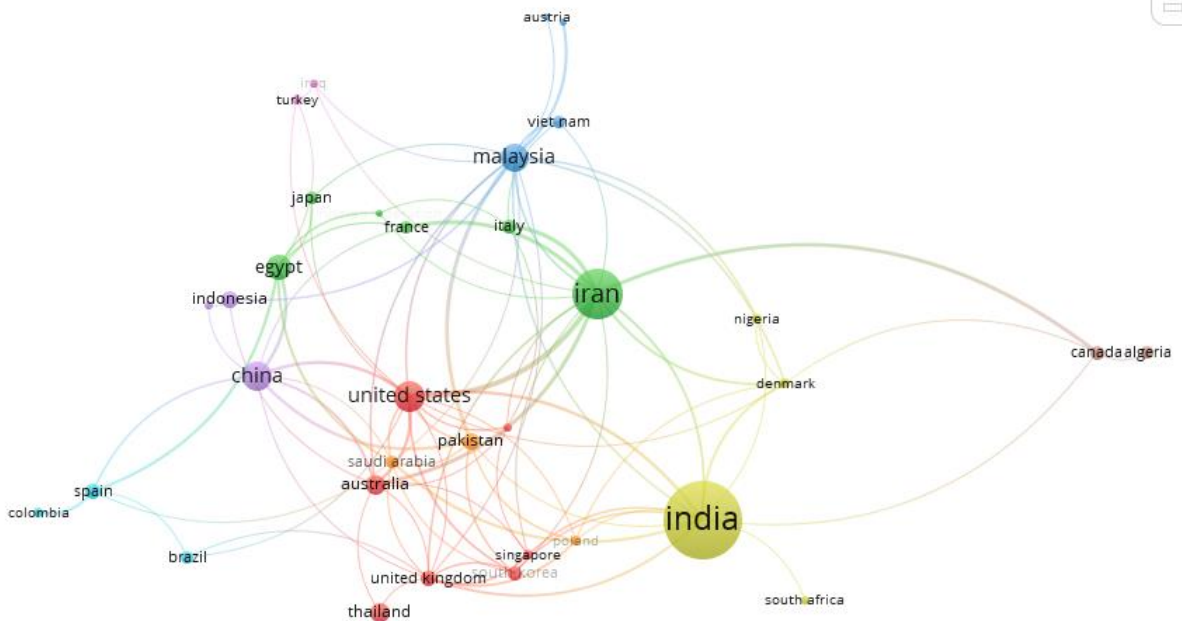 austria
iraq
turkey
viet nam
malaysia
japan
france
italy
egypt
indonesia
iran
nigeria
china
canada
algeria
denmark
united states
pakistan
saudi arabia
australia
spain
colombia
india
brazil
poland
singapore
south korea
united kingdom
south africa
thailand